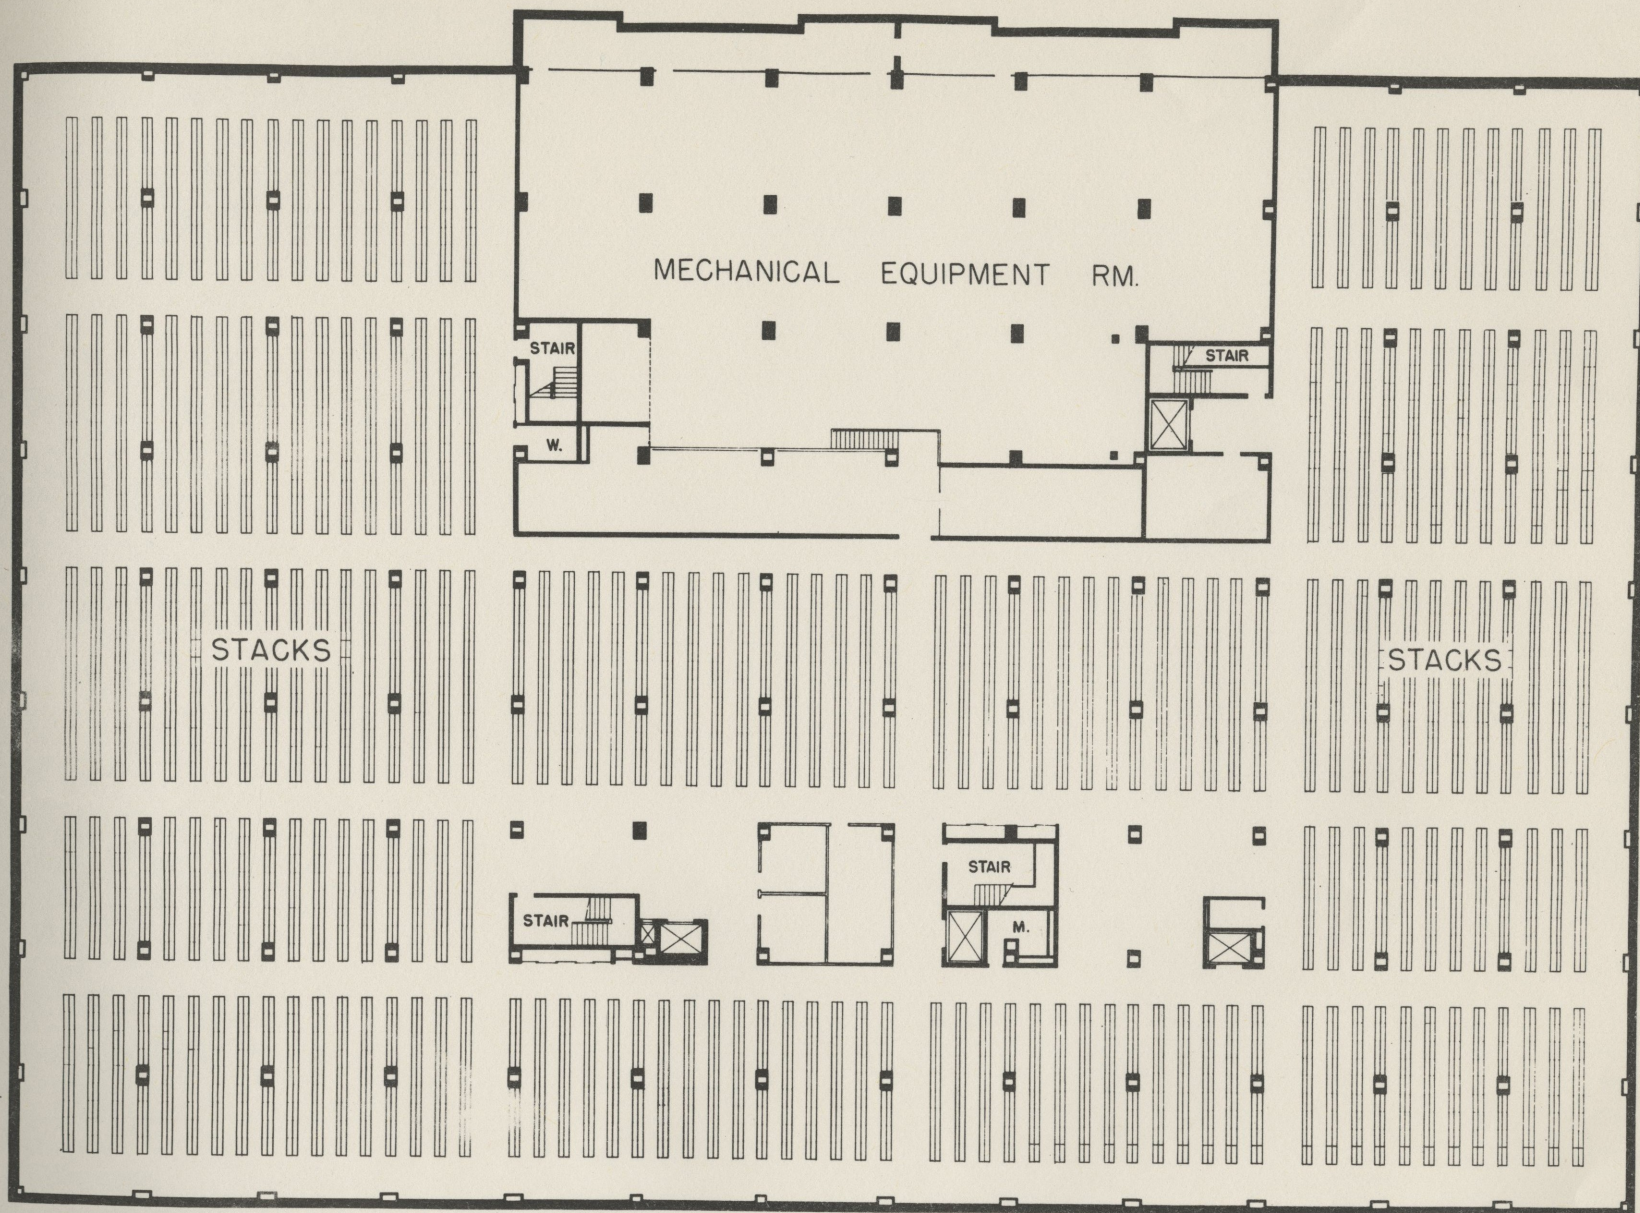 MECHANICAL EQUIPMENT RM.
STAIR
STAIR
W.
STACKS
STACKS
STAIR
STAIR
M.